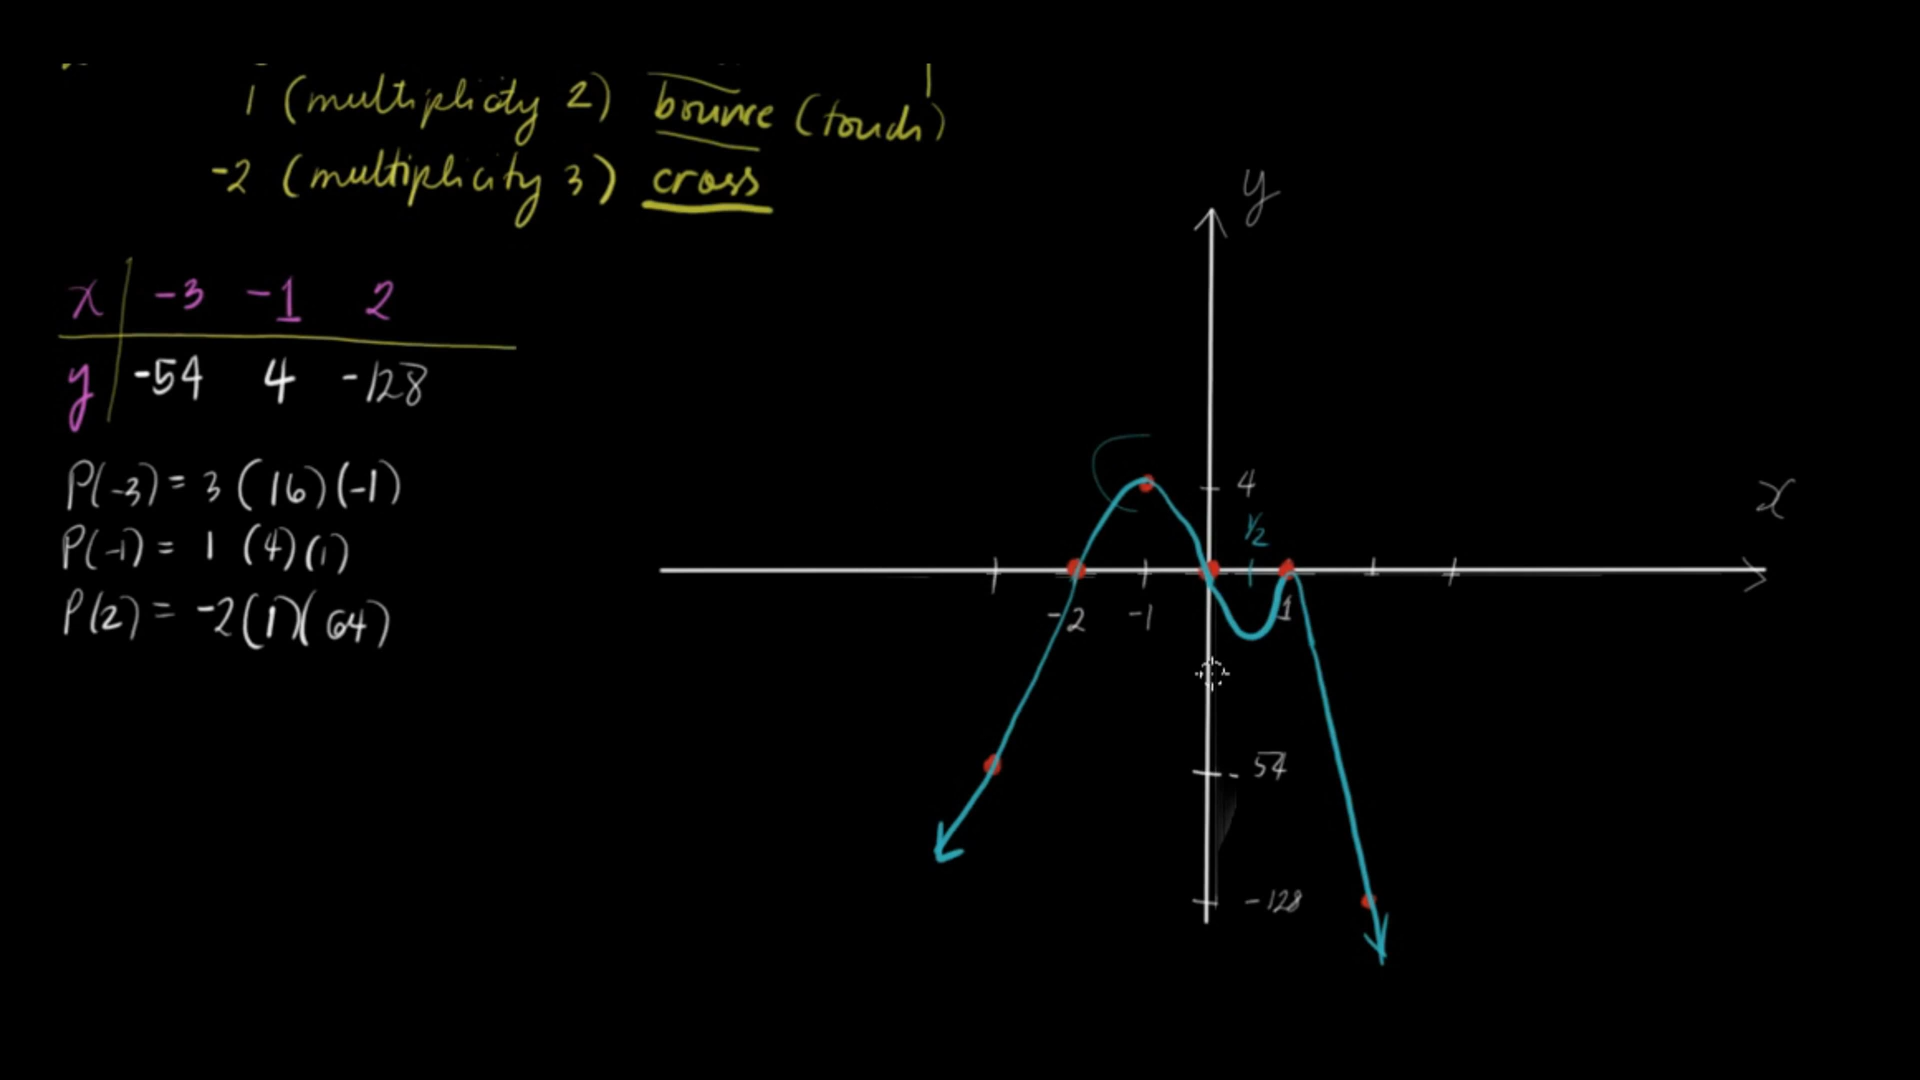 1 (multiplicity 2) bounce (touch)
-2 (multiplicity 3) cross
x -3 -1 2
y -54 4 -128
P(-3) = 3 (16)(-1)
P(-1) = 1 (4)(1)
P(2) = -2(1)(64)
y
x
4
1/2
-2 -1 1
- 54
-128